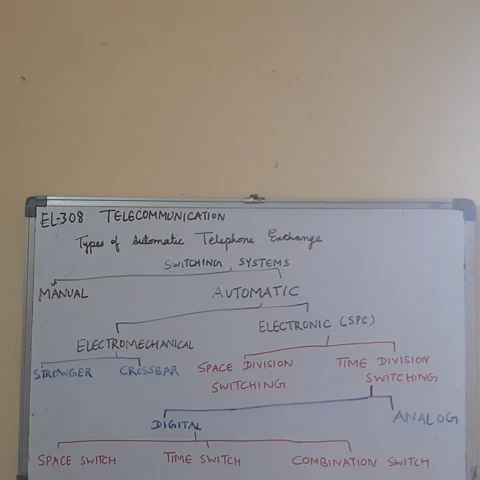 EL-308 TELECOMMUNICATION
Types of Automatic Telephone Exchange
SWITCHING SYSTEMS
MANUAL AUTOMATIC
ELECTROMECHANICAL ELECTRONIC (SPC)
STROWGER CROSSBAR SPACE DIVISION SWITCHING TIME DIVISION SWITCHING
DIGITAL ANALOG
SPACE SWITCH TIME SWITCH COMBINATION SWITCH